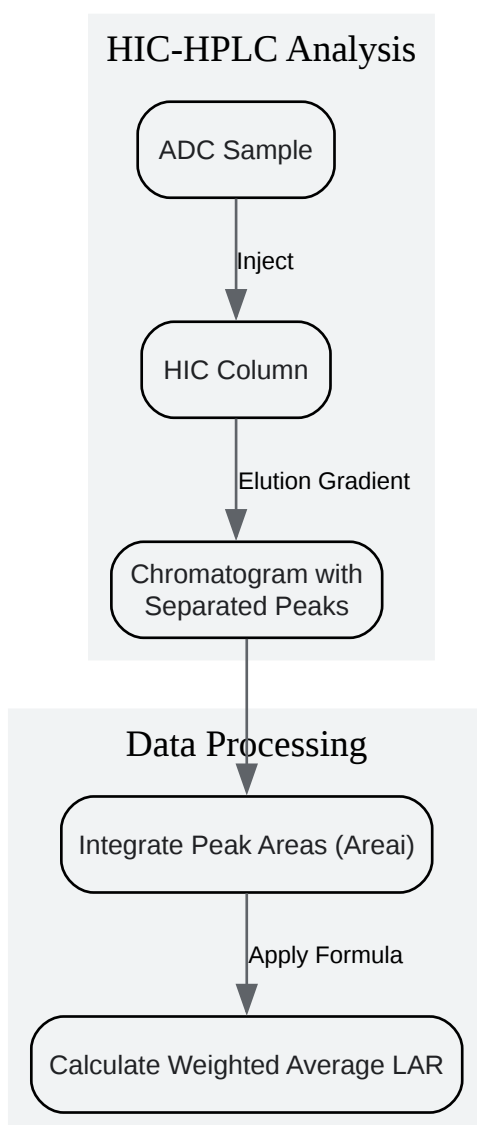 HIC-HPLC Analysis
ADC Sample
Inject
HIC Column
Elution Gradient
Chromatogram with
Separated Peaks
Data Processing
Integrate Peak Areas (Areai)
Apply Formula
Calculate Weighted Average LAR